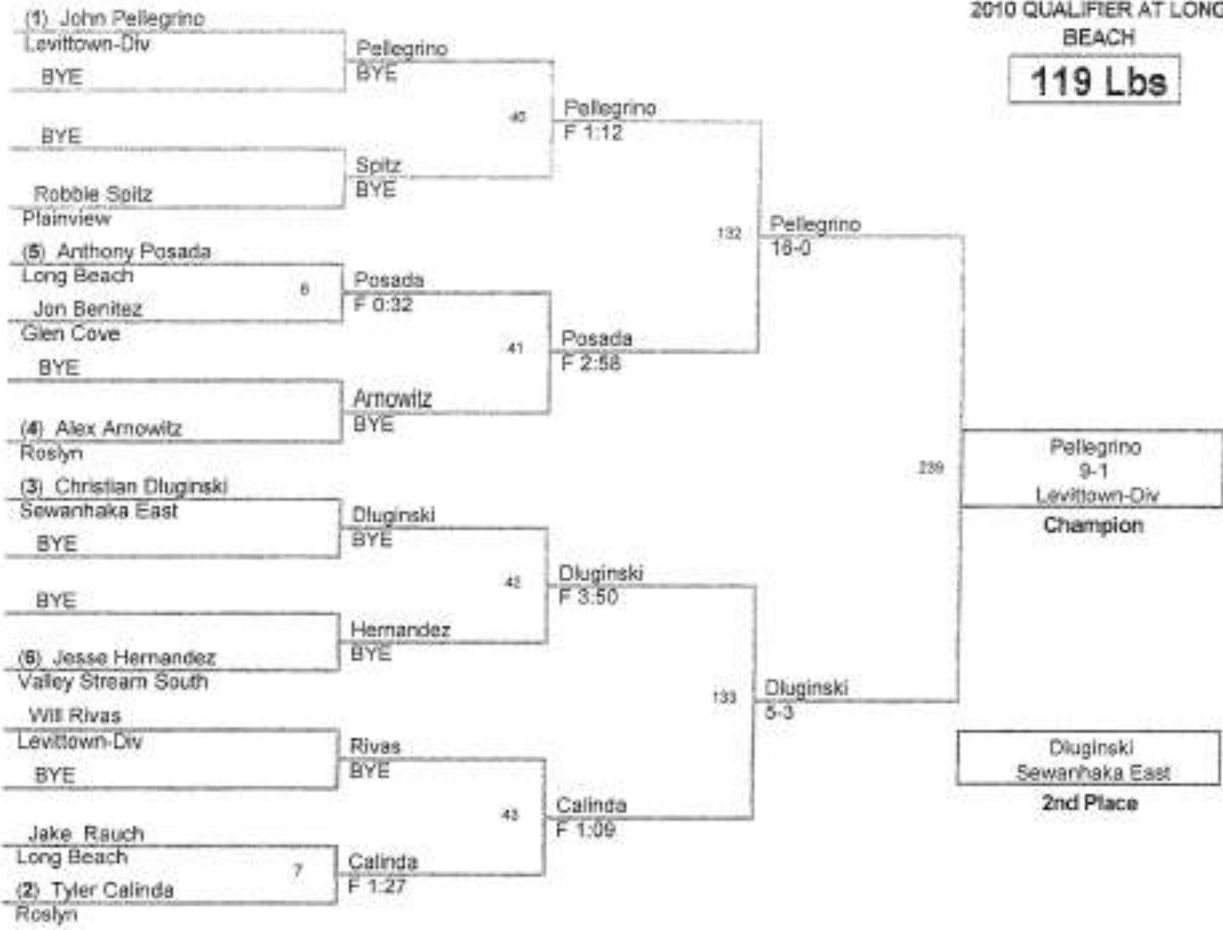 2010 QUALIFIER AT LONG
BEACH
119 Lbs
(1) John Pellegrino
Levittown-Div
BYE
BYE
Robbie Spitz
Plainview
(5) Anthony Posada
Long Beach
6
Jon Benitez
Glen Cove
BYE
(4) Alex Arnowitz
Roslyn
(3) Christian Dluginski
Sewanhaka East
BYE
BYE
(6) Jesse Hernandez
Valley Stream South
Will Rivas
Levittown-Div
BYE
Jake Rauch
Long Beach
7
(2) Tyler Calinda
Roslyn
Pellegrino
BYE
40
Spitz
BYE
Posada
F 0:32
41
Arnowitz
BYE
Dluginski
BYE
42
Hernandez
BYE
Rivas
BYE
43
Calinda
F 1:27
Pellegrino
F 1:12
132
Posada
F 2:58
Dluginski
F 3:50
133
Calinda
F 1:09
Pellegrino
16-0
239
Dluginski
5-3
Pellegrino
9-1
Levittown-Div
Champion
Dluginski
Sewanhaka East
2nd Place